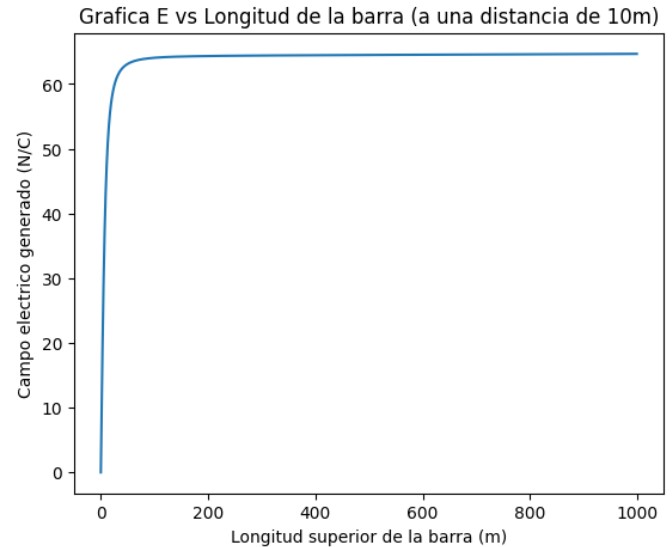 Grafica E vs Longitud de la barra (a una distancia de 10m)
Campo electrico generado (N/C)
60
50
40
30
20
10
0
0 200 400 600 800 1000
Longitud superior de la barra (m)